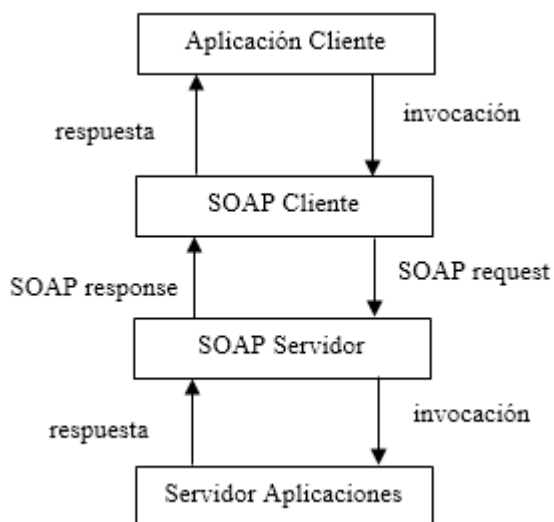 Aplicación Cliente
respuesta
invocación
SOAP Cliente
SOAP response
SOAP request
SOAP Servidor
respuesta
invocación
Servidor Aplicaciones